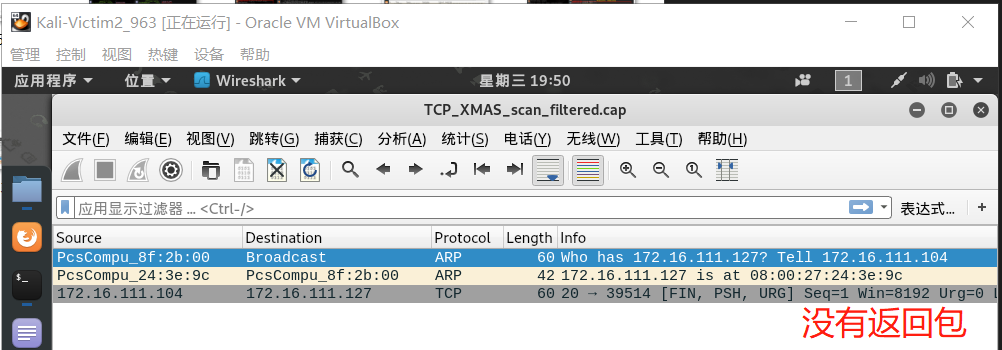 Kali-Victim2_963 [正在运行] - Oracle VM VirtualBox
管理 控制 视图 热键 设备 帮助
应用程序 位置 Wireshark 星期三 19:50 1
TCP_XMAS_scan_filtered.cap
文件(F) 编辑(E) 视图(V) 跳转(G) 捕获(C) 分析(A) 统计(S) 电话(Y) 无线(W) 工具(T) 帮助(H)
应用显示过滤器 … <Ctrl-/> 表达式… +
Source Destination Protocol Length Info
PcsCompu_8f:2b:00 Broadcast ARP 60 Who has 172.16.111.127? Tell 172.16.111.104
PcsCompu_24:3e:9c PcsCompu_8f:2b:00 ARP 42 172.16.111.127 is at 08:00:27:24:3e:9c
172.16.111.104 172.16.111.127 TCP 60 20 → 39514 [FIN, PSH, URG] Seq=1 Win=8192 Urg=0 L
没有返回包